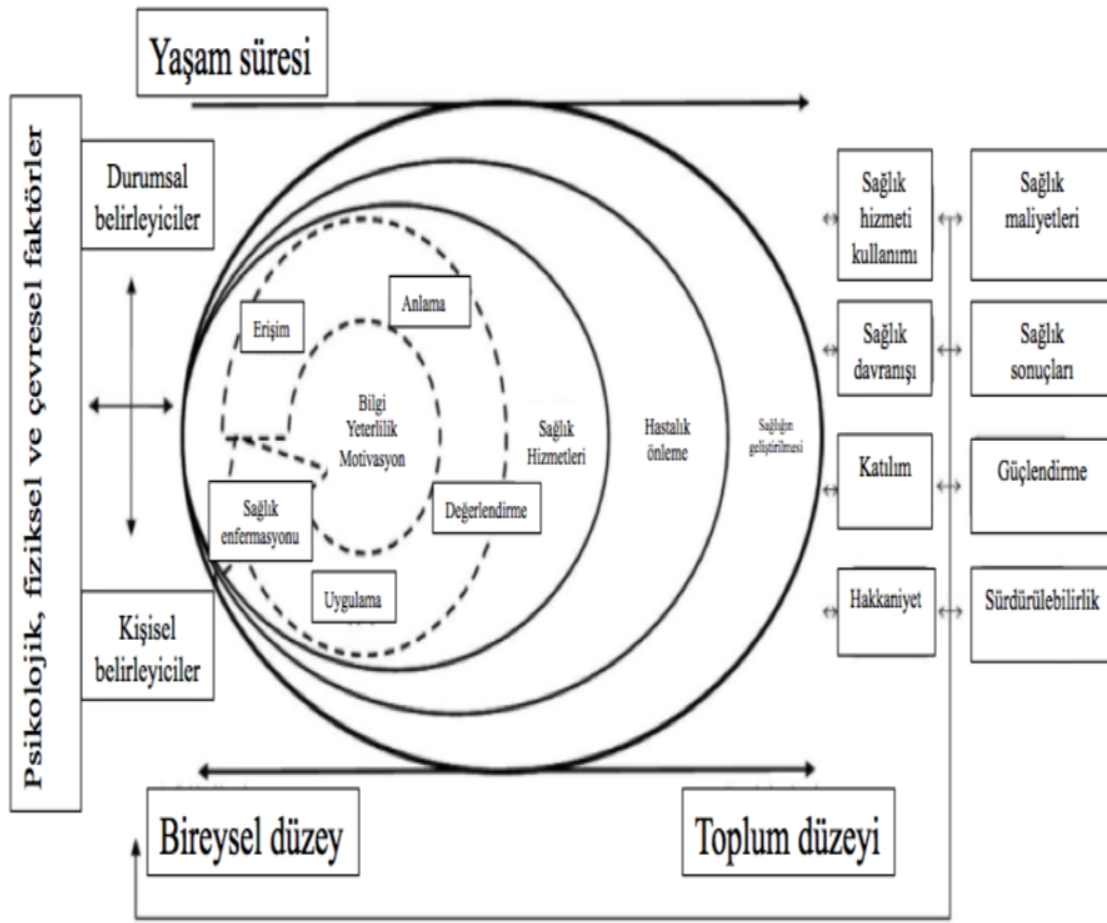 Yaşam süresi
Psikolojik, fiziksel ve çevresel faktörler
Durumsal
belirleyiciler
Kişisel
belirleyiciler
Erişim
Anlama
Bilgi
Yeterlilik
Motivasyon
Sağlık
enfermasyonu
Değerlendirme
Uygulama
Sağlık
Hizmetleri
Hastalık
önleme
Sağlığın
geliştirilmesi
Sağlık
hizmeti
kullanımı
Sağlık
maliyetleri
Sağlık
davranışı
Sağlık
sonuçları
Katılım
Güçlendirme
Hakkaniyet
Sürdürülebilirlik
Bireysel düzey
Toplum düzeyi